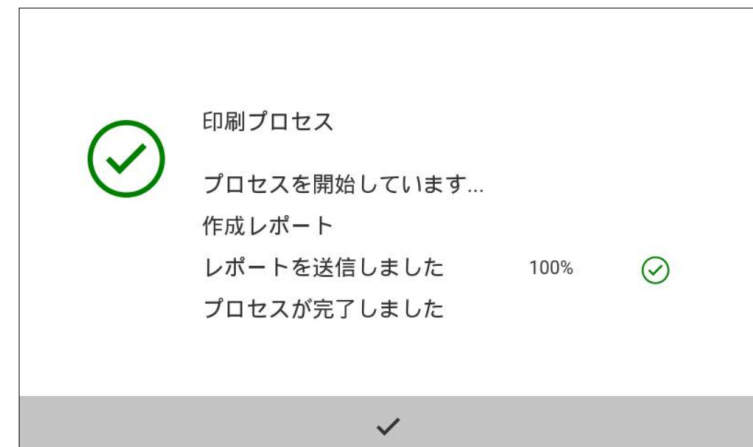 印刷プロセス
プロセスを開始しています...
作成レポート
レポートを送信しました 100%
プロセスが完了しました